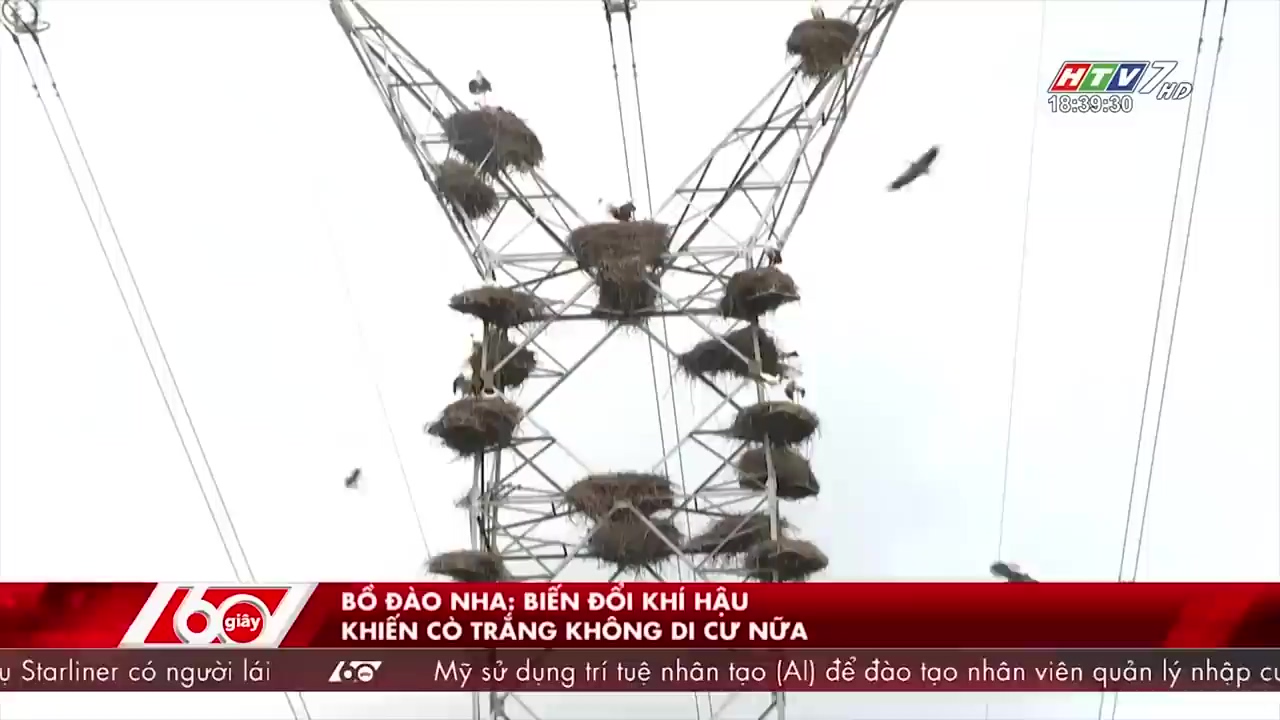 HTV7 HD
18:39:30
60 giây
BỒ ĐÀO NHA: BIẾN ĐỔI KHÍ HẬU
KHIẾN CÒ TRẮNG KHÔNG DI CƯ NỮA
Starliner có người lái
60
Mỹ sử dụng trí tuệ nhân tạo (AI) để đào tạo nhân viên quản lý nhập